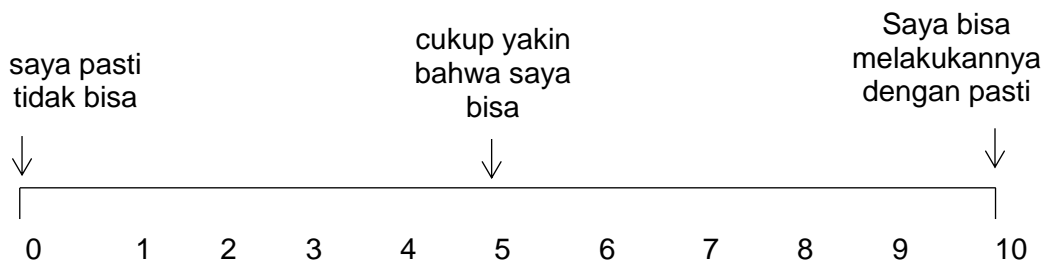 saya pasti
tidak bisa
cukup yakin
bahwa saya
bisa
Saya bisa
melakukannya
dengan pasti
0 1 2 3 4 5 6 7 8 9 10